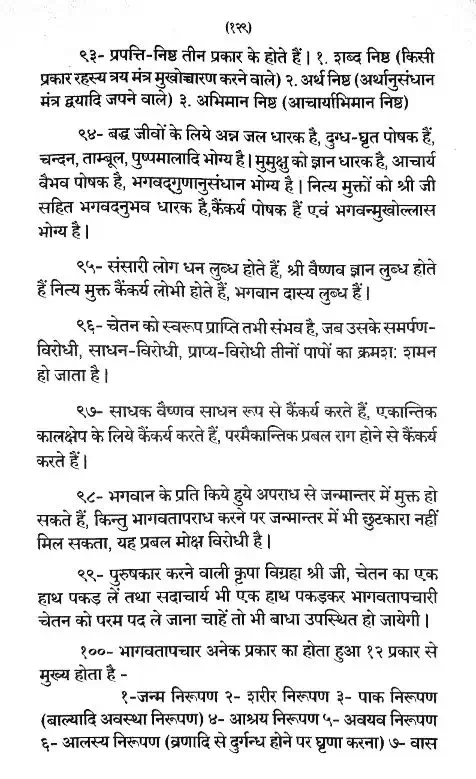 (१२९)
९३- प्रपत्ति-निष्ठ तीन प्रकार के होते हैं। १. शब्द निष्ठ (किसी
प्रकार रहस्य त्रय मंत्र मुखोच्चारण करने वाले) २. अर्थ निष्ठ (अर्थानुसंधान
मंत्र द्वयादि जपने वाले) ३. अभिमान निष्ठ (आचार्याभिमान निष्ठ)
९४- बद्ध जीवों के लिये अन्न जल धारक है, दुग्ध-घृत पोषक हैं,
चन्दन, ताम्बूल, पुष्पमालादि भोग्य है। मुमुक्षु को ज्ञान धारक है, आचार्य
वैभव पोषक है, भगवद्गुणानुसंधान भोग्य है। नित्य मुक्तों को श्री जी
सहित भगवदनुभव धारक है,कैंकर्य पोषक हैं एवं भगवन्मुखोल्लास
भोग्य है।
९५- संसारी लोग धन लुब्ध होते हैं, श्री वैष्णव ज्ञान लुब्ध होते
हैं नित्य मुक्त कैंकर्य लोभी होते हैं, भगवान दास्य लुब्ध हैं।
९६- चेतन को स्वरूप प्राप्ति तभी संभव है, जब उसके समर्पण-
विरोधी, साधन-विरोधी, प्राप्य-विरोधी तीनों पापों का क्रमश: शमन
हो जाता है।
९७- साधक वैष्णव साधन रूप से कैंकर्य करते हैं, एकान्तिक
कालक्षेप के लिये कैंकर्य करते हैं, परमैकान्तिक प्रबल राग होने से कैंकर्य
करते हैं।
९८- भगवान के प्रति किये हुये अपराध से जन्मान्तर में मुक्त हो
सकते हैं, किन्तु भागवतापराध करने पर जन्मान्तर में भी छुटकारा नहीं
मिल सकता, यह प्रबल मोक्ष विरोधी है।
९९- पुरुषकार करने वाली कृपा विग्रहा श्री जी, चेतन का एक
हाथ पकड़ लें तथा सदाचार्य भी एक हाथ पकड़कर भागवतापचारी
चेतन को परम पद ले जाना चाहें तो भी बाधा उपस्थित हो जायेगी।
१००- भागवतापचार अनेक प्रकार का होता हुआ १२ प्रकार से
मुख्य होता है -
१-जन्म निरूपण २- शरीर निरूपण ३- पाक निरूपण
(बाल्यादि अवस्था निरूपण) ४- आश्रय निरूपण ५- अवयव निरूपण
६- आलस्य निरूपण (व्रणादि से दुर्गन्ध होने पर घृणा करना) ७- वास